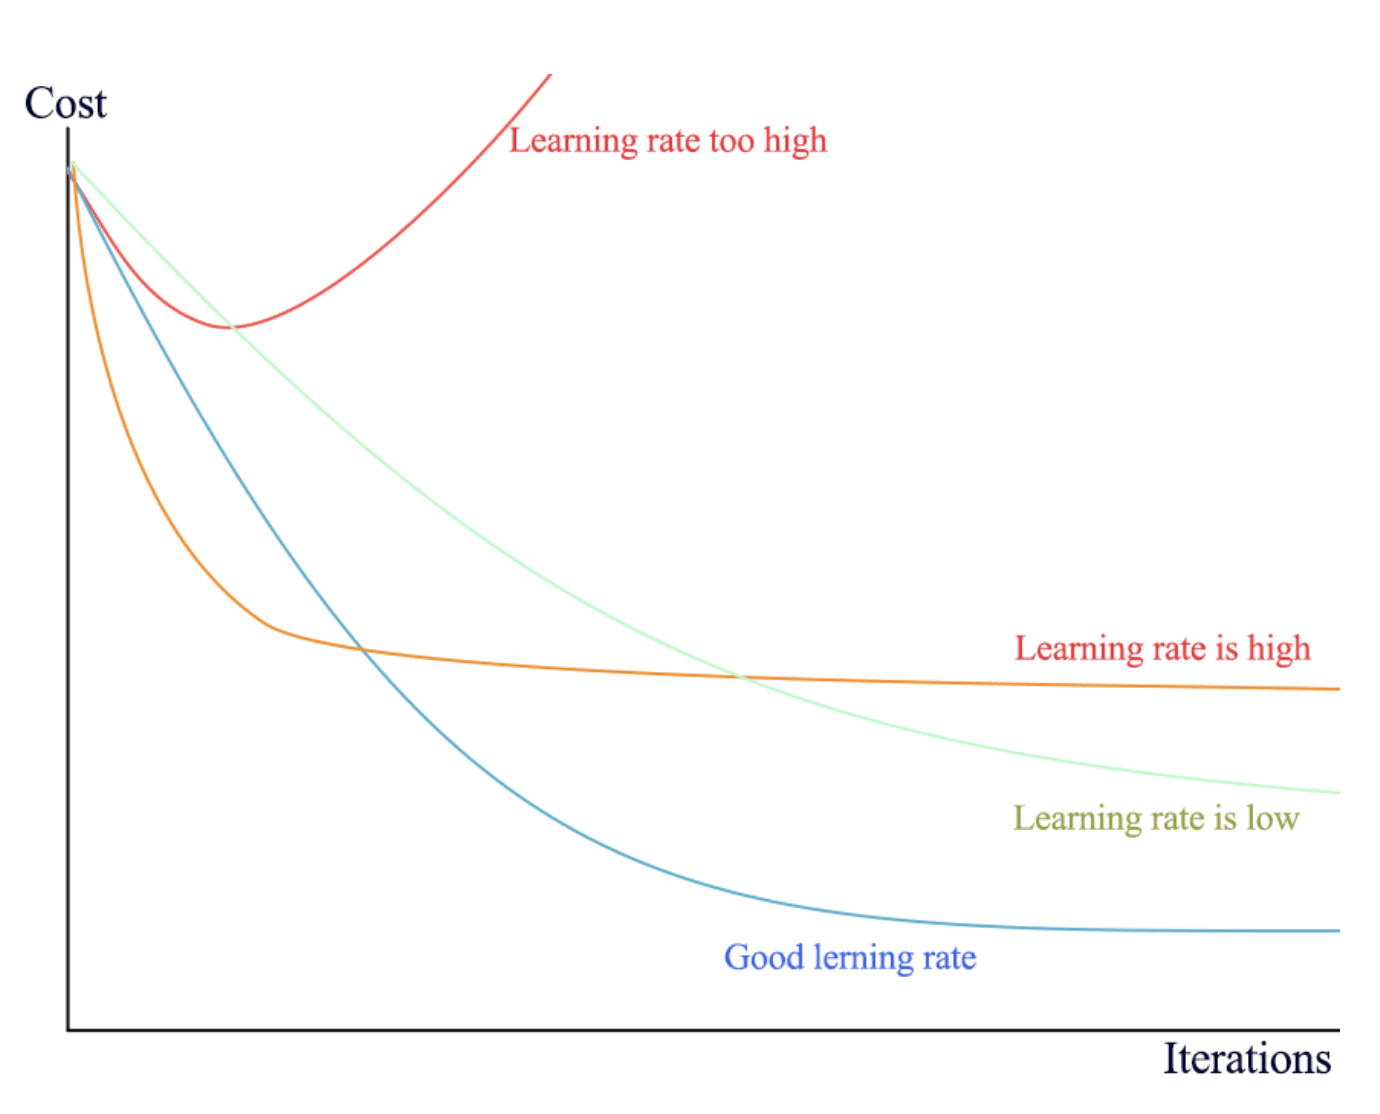 Cost
Learning rate too high
Learning rate is high
Learning rate is low
Good lerning rate
Iterations